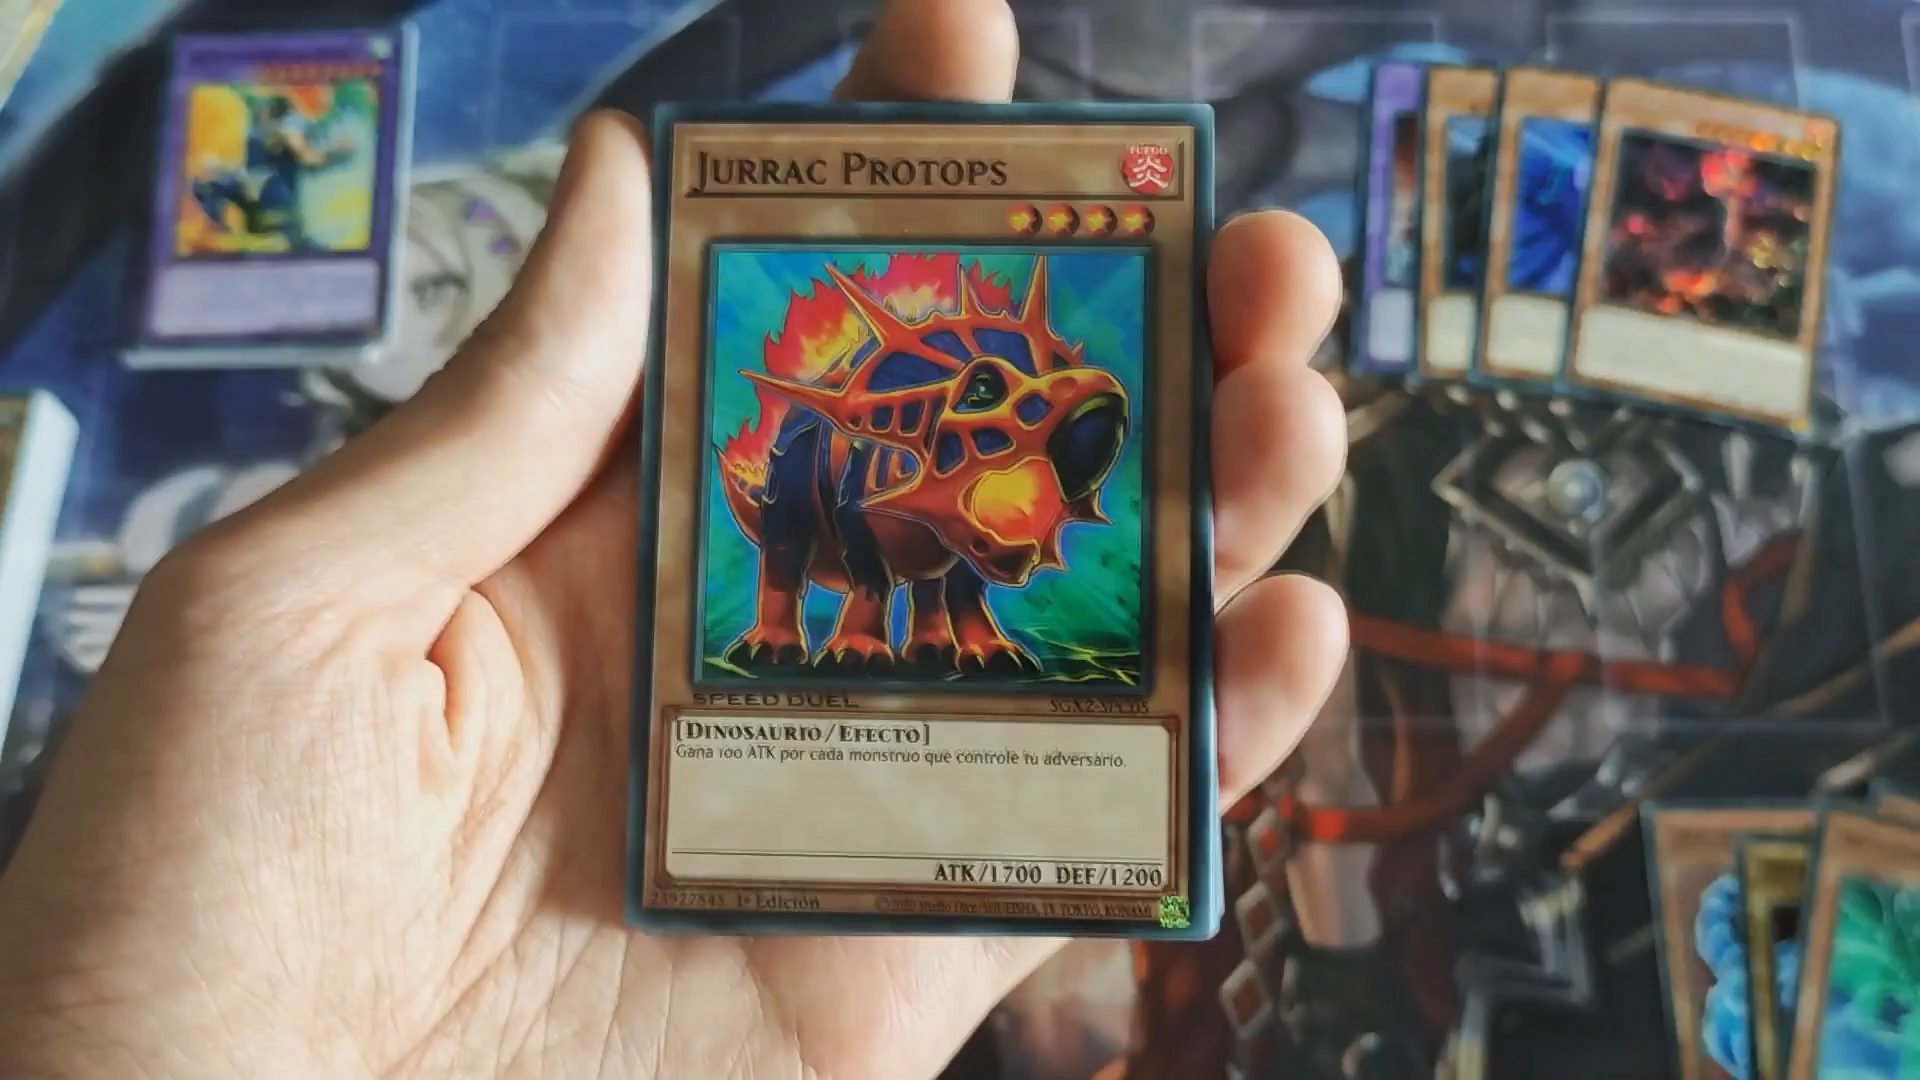 JURRAC PROTOPS
FUEGO
炎
SPEED DUEL
[DINOSAURIO/EFECTO]
Gana 100 ATK por cada monstruo que controle tu adversario.
ATK/1700 DEF/1200
1ª Edición